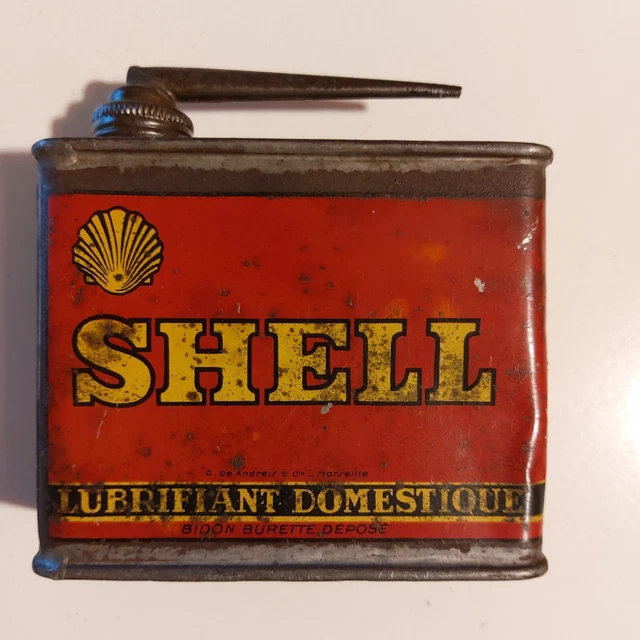 SHELL
G. De Andreis & Cie _ Marseille
LUBRIFIANT DOMESTIQUE
BIDON BURETTE DÉPOSÉ